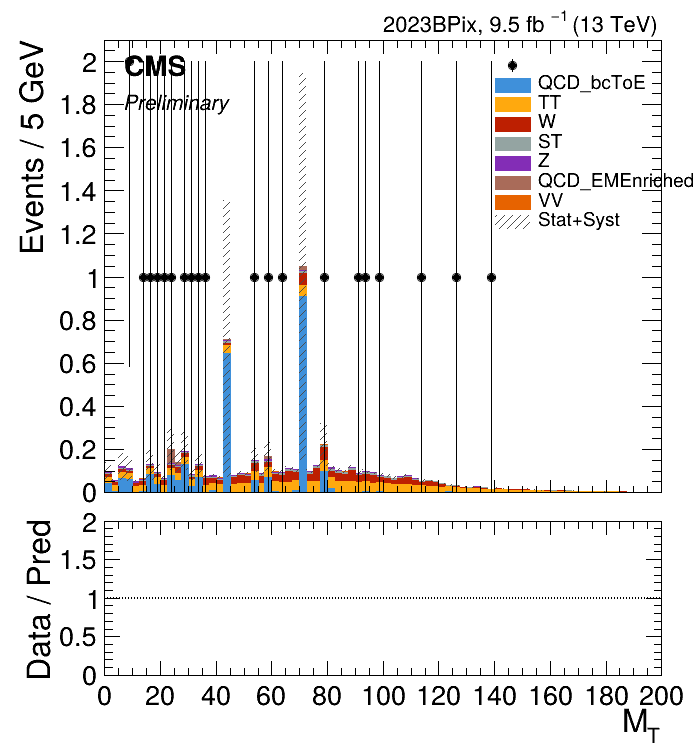 2023BPix, 9.5 fb⁻¹ (13 TeV)
CMS
Preliminary
Events / 5 GeV
2
1.8
1.6
1.4
1.2
1
0.8
0.6
0.4
0.2
0
QCD_bcToE
TT
W
ST
Z
QCD_EMEnriched
VV
Stat+Syst
Data / Pred
2
1.5
1
0.5
0
0 20 40 60 80 100 120 140 160 180 200
M_T